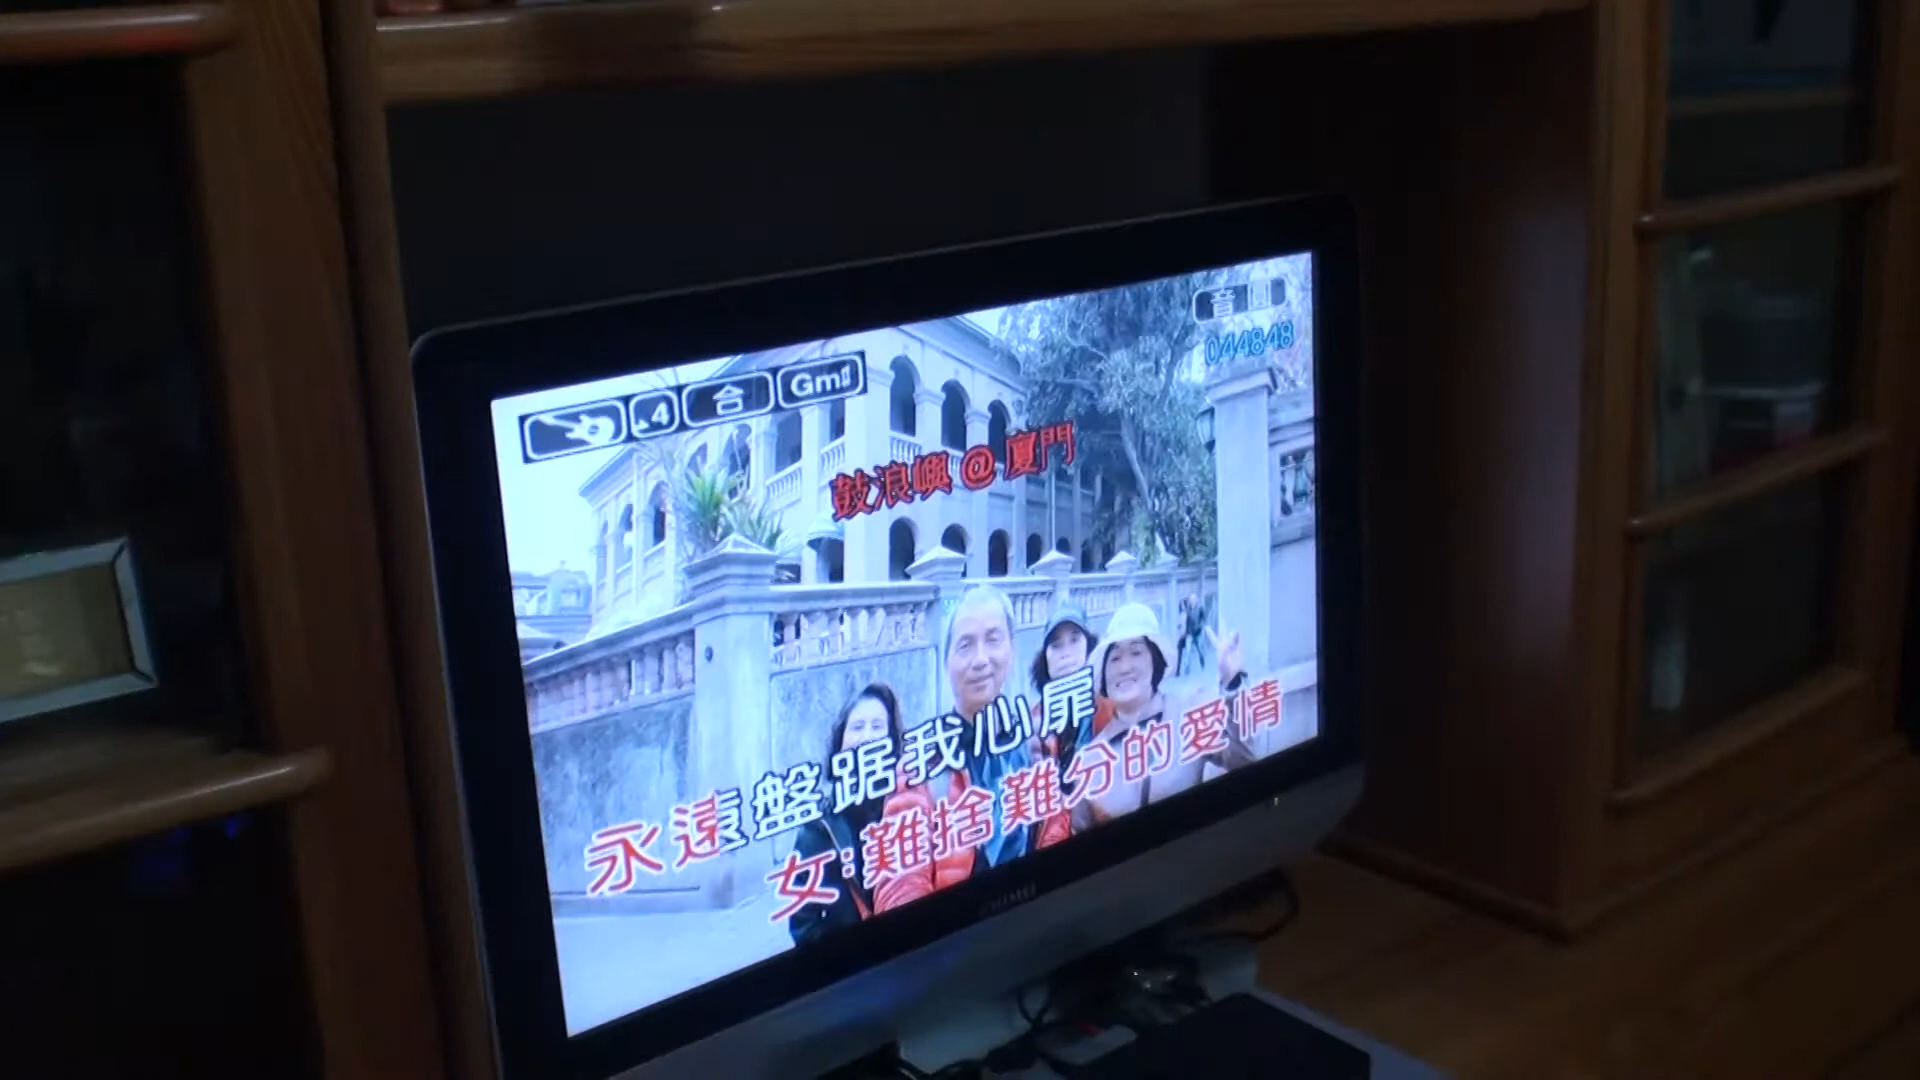 音
044848
♭4 合 Gm
鼓浪嶼 @ 廈門
永遠盤踞我心扉
女:難捨難分的愛情
CHIMEI